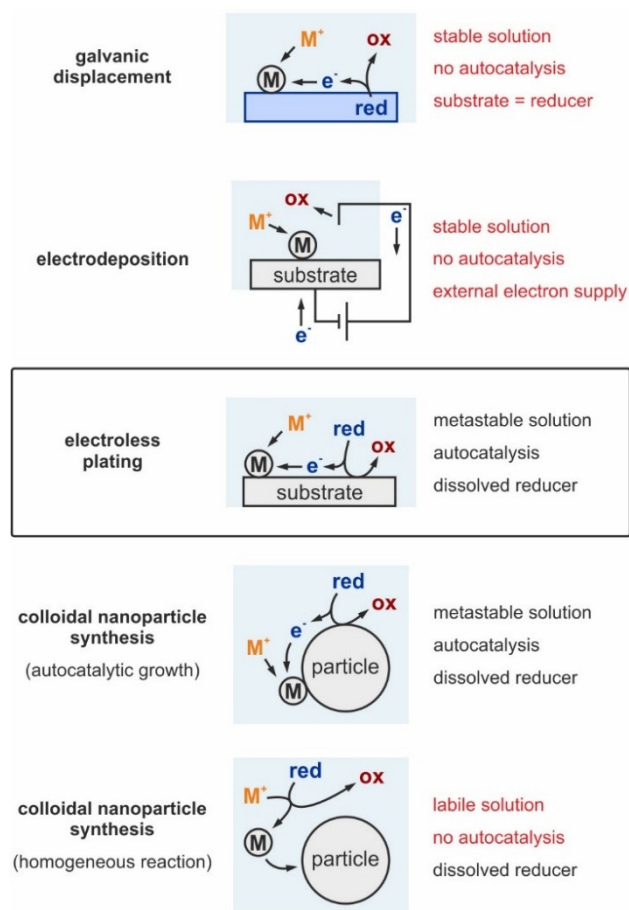 galvanic
displacement
M⁺
ox
M
e⁻
red
stable solution
no autocatalysis
substrate = reducer
electrodeposition
ox
M⁺
M
substrate
e⁻
e⁻
stable solution
no autocatalysis
external electron supply
electroless
plating
M⁺
red
M
e⁻
ox
substrate
metastable solution
autocatalysis
dissolved reducer
colloidal nanoparticle
synthesis
(autocatalytic growth)
red
ox
e⁻
M⁺
M
particle
metastable solution
autocatalysis
dissolved reducer
colloidal nanoparticle
synthesis
(homogeneous reaction)
red
M⁺
ox
M
particle
labile solution
no autocatalysis
dissolved reducer